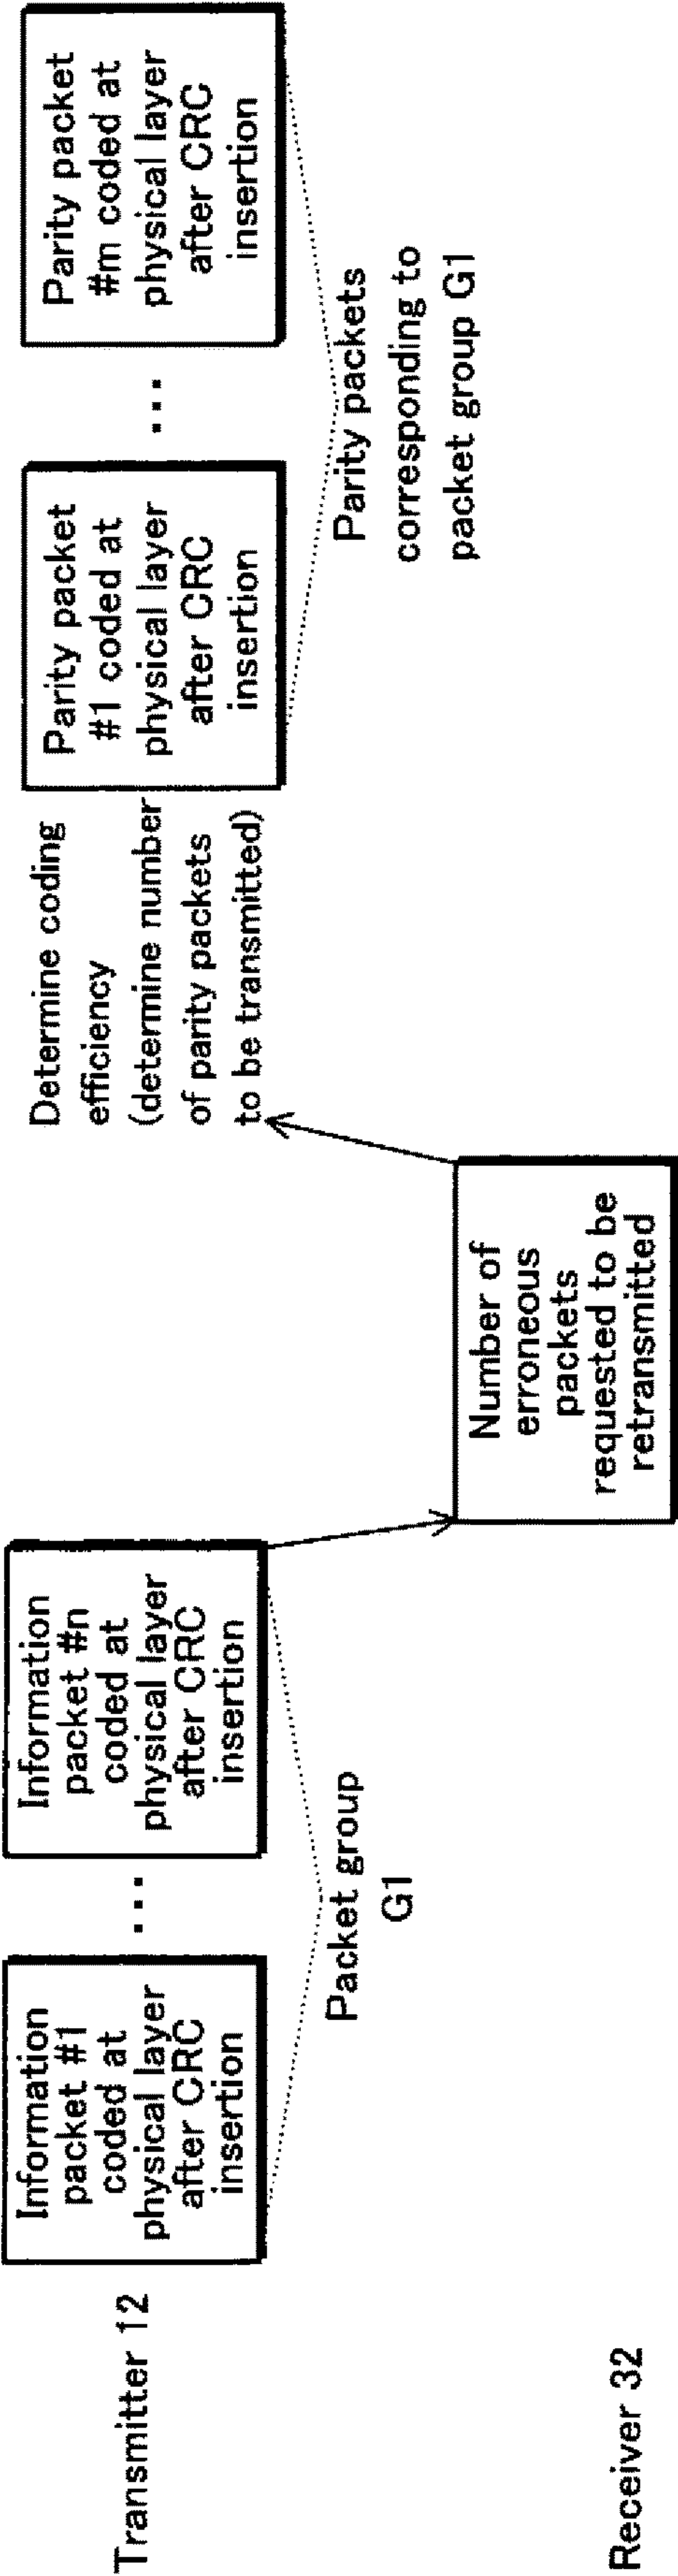 Transmitter 12
Information
packet #1
coded at
physical layer
after CRC
insertion
...
Information
packet #n
coded at
physical layer
after CRC
insertion
Packet group
G1
Determine coding
efficiency
(determine number
of parity packets
to be transmitted)
Parity packet
#1 coded at
physical layer
after CRC
insertion
...
Parity packet
#m coded at
physical layer
after CRC
insertion
Parity packets
corresponding to
packet group G1
Receiver 32
Number of
erroneous
packets
requested to be
retransmitted